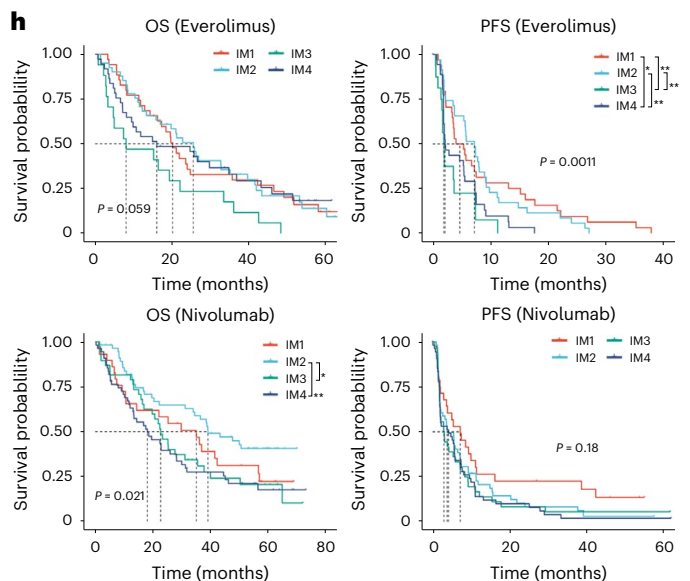 h
OS (Everolimus)
IM1 IM3
IM2 IM4
Survival probablility
1.00
0.75
0.50
0.25
0
P = 0.059
0 20 40 60
Time (months)
PFS (Everolimus)
IM1
IM2
IM3
IM4
* ** ** **
Survival probablility
1.00
0.75
0.50
0.25
0
P = 0.0011
0 10 20 30 40
Time (months)
OS (Nivolumab)
IM1
IM2
IM3
IM4
*
**
Survival probablility
1.00
0.75
0.50
0.25
0
P = 0.021
0 20 40 60 80
Time (months)
PFS (Nivolumab)
IM1 IM3
IM2 IM4
Survival probablility
1.00
0.75
0.50
0.25
0
P = 0.18
0 20 40 60
Time (months)